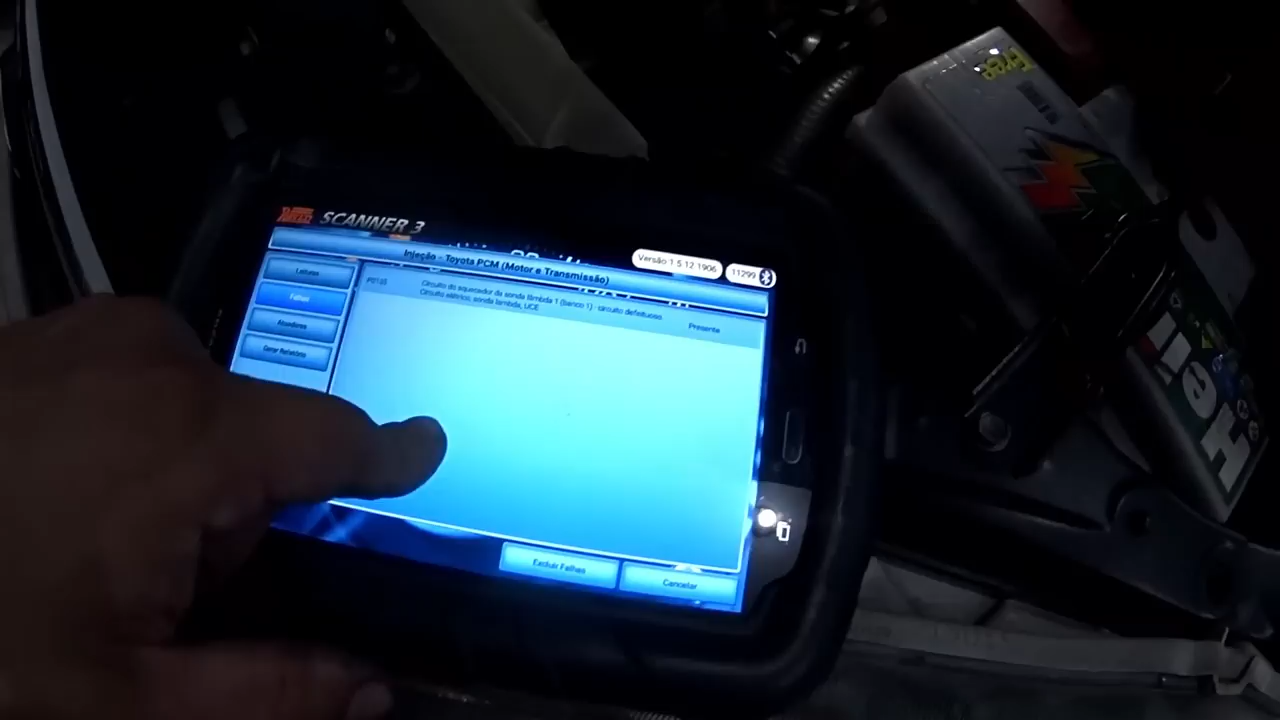 SCANNER 3
Injeção - Toyota PCM (Motor e Transmissão)
Versão 1.5.12.1906
11299
Leituras
Falhas
Atuadores
Gerar Relatório
Circuito do aquecedor da sonda lâmbda 1 (banco 1) - circuito defeituoso
Circuito elétrico, sonda lambda, UCE
Presente
Excluir Falhas
Cancelar
Free
Heli